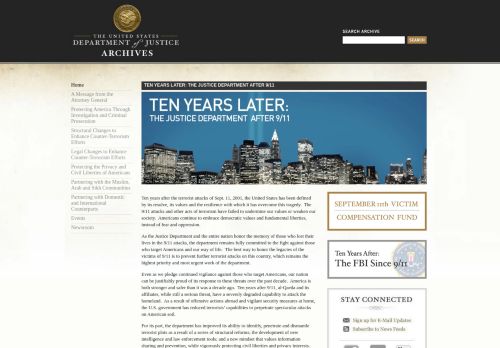 THE UNITED STATES
DEPARTMENT of JUSTICE
ARCHIVES
SEARCH ARCHIVE
SEARCH
Home
A Message from the
Attorney General
Protecting America Through
Investigation and Criminal
Prosecution
Structural Changes to
Enhance Counter-Terrorism
Efforts
Legal Changes to Enhance
Counter-Terrorism Efforts
Protecting the Privacy and
Civil Liberties of Americans
Partnering with the Muslim,
Arab and Sikh Communities
Partnering with Domestic
and International
Counterparts
Events
Newsroom
TEN YEARS LATER: THE JUSTICE DEPARTMENT AFTER 9/11
TEN YEARS LATER:
THE JUSTICE DEPARTMENT AFTER 9/11
Ten years after the terrorist attacks of Sept. 11, 2001, the United States has been defined
by its resolve, its values and the resilience with which it has overcome this tragedy. The
9/11 attacks and other acts of terrorism have failed to undermine our values or weaken our
society. Americans continue to embrace democratic values and fundamental liberties,
instead of fear and oppression.
As the Justice Department and the entire nation honor the memory of those who lost their
lives in the 9/11 attacks, the department remains fully committed to the fight against those
who target Americans and our way of life. The best way to honor the legacies of the
victims of 9/11 is to prevent further terrorist attacks on this country, which remains the
highest priority and most urgent work of the department.
Even as we pledge continued vigilance against those who target Americans, our nation
can be justifiably proud of its response to these threats over the past decade. America is
both stronger and safer than it was a decade ago. Ten years after 9/11, al-Qaeda and its
affiliates, while still a serious threat, have a severely degraded capability to attack the
homeland. As a result of offensive actions abroad and vigilant security measures at home,
the U.S. government has reduced terrorists' capabilities to perpetrate spectacular attacks
on American soil.
For its part, the department has improved its ability to identify, penetrate and dismantle
terrorist plots as a result of a series of structural reforms, the development of new
intelligence and law enforcement tools, and a new mindset that values information
sharing and prevention, while vigorously protecting civil liberties and privacy interests.
SEPTEMBER 11th VICTIM
COMPENSATION FUND
Ten Years After:
The FBI Since 9/11
STAY CONNECTED
Sign up for E-Mail Updates
Subscribe to News Feeds